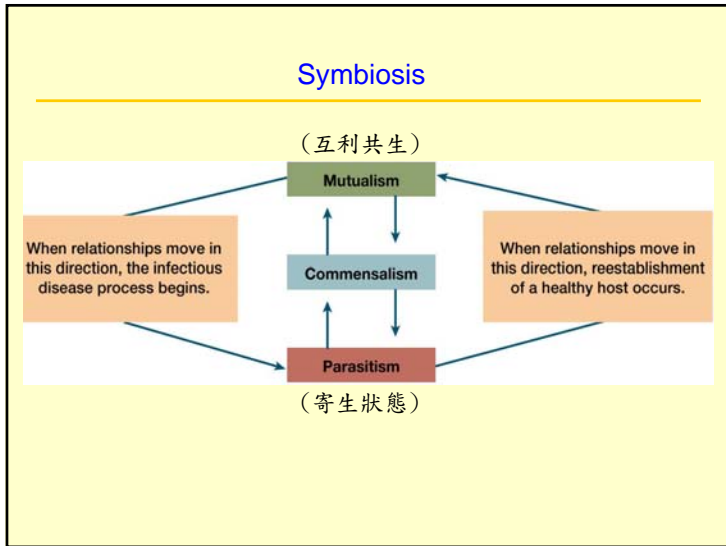 Symbiosis
（互利共生）
Mutualism
When relationships move in
this direction, the infectious
disease process begins.
Commensalism
When relationships move in
this direction, reestablishment
of a healthy host occurs.
Parasitism
（寄生狀態）